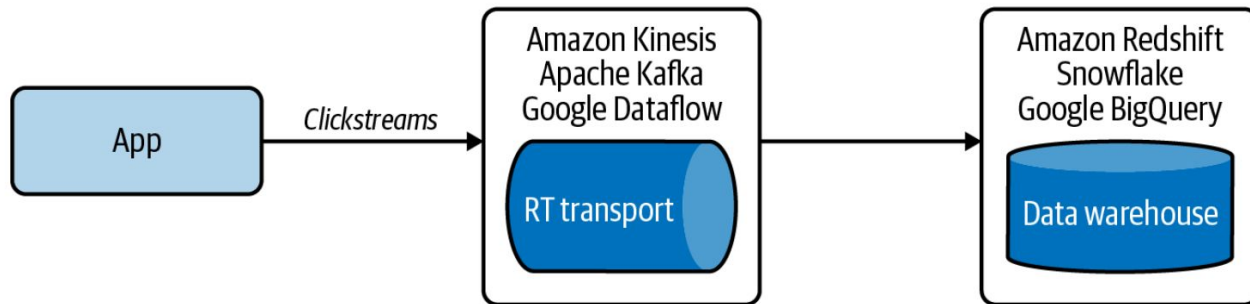 App
Clickstreams
Amazon Kinesis
Apache Kafka
Google Dataflow
RT transport
Amazon Redshift
Snowflake
Google BigQuery
Data warehouse